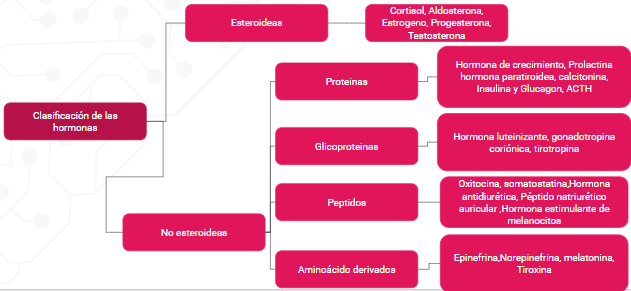 Esteroideas
Cortisol, Aldosterona,
Estrogeno, Progesterona,
Testosterona
Clasificación de las
hormonas
No esteroideas
Proteinas
Hormona de crecimiento, Prolactina
hormona paratiroidea, calcitonina,
Insulina y Glucagon, ACTH
Glicoproteinas
Hormona luteinizante, gonadotropina
coriónica, tirotropina
Peptidos
Oxitocina, somatostatina,Hormona
antidiurética, Péptido natriurético
auricular ,Hormona estimulante de
melanocitos
Aminoácido derivados
Epinefrina,Norepinefrina, melatonina,
Tiroxina